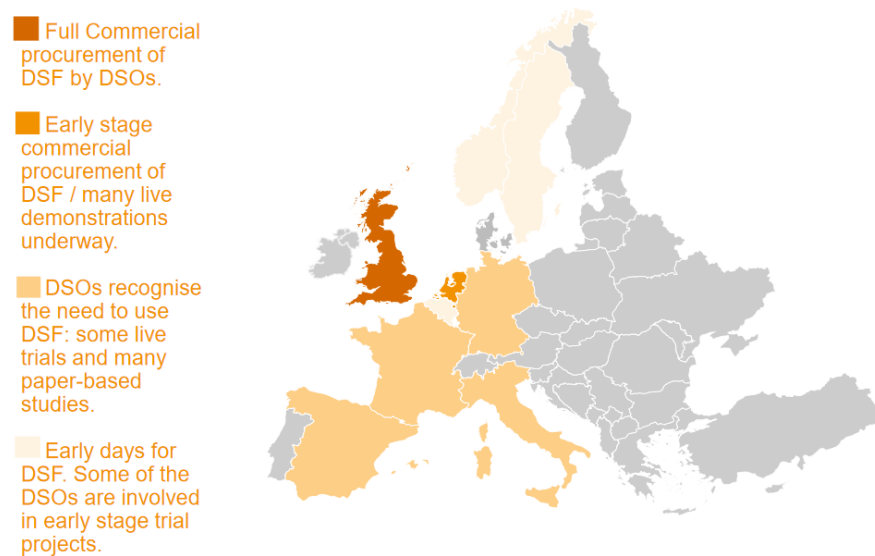 Full Commercial
procurement of
DSF by DSOs.
Early stage
commercial
procurement of
DSF / many live
demonstrations
underway.
DSOs recognise
the need to use
DSF: some live
trials and many
paper-based
studies.
Early days for
DSF. Some of the
DSOs are involved
in early stage trial
projects.